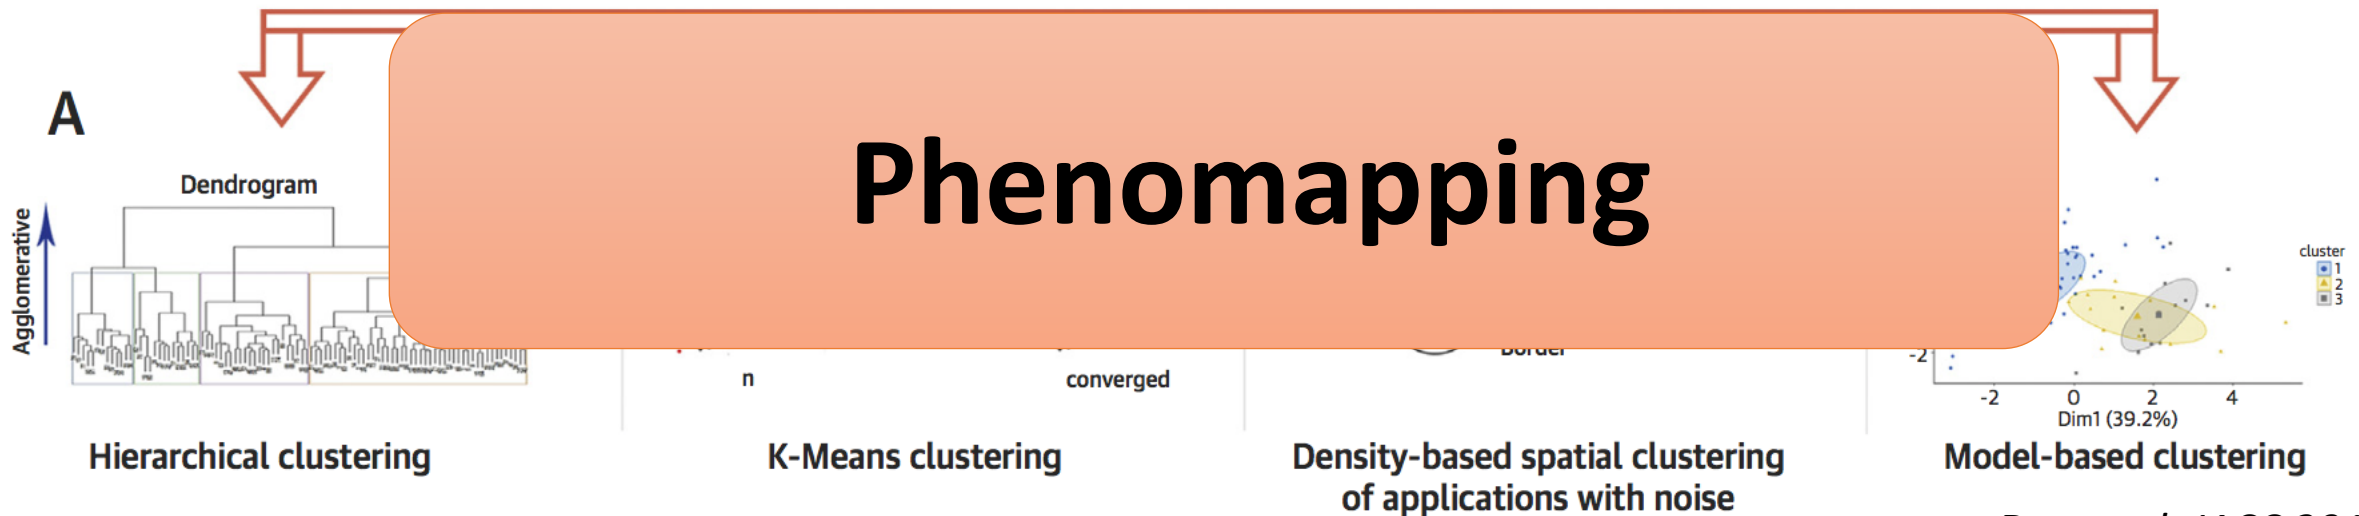 Phenomapping
A
Dendrogram
Agglomerative
n
converged
Border
cluster
1
2
3
-2
-2
0
2
4
Dim1 (39.2%)
Hierarchical clustering
K-Means clustering
Density-based spatial clustering
of applications with noise
Model-based clustering